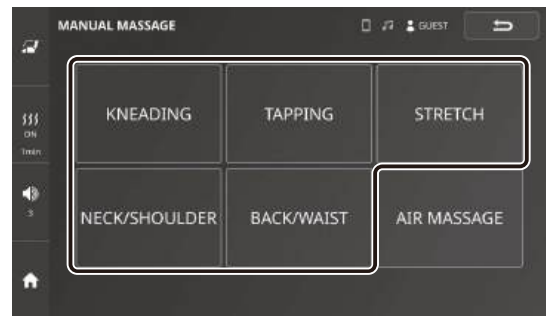 MANUAL MASSAGE
GUEST
KNEADING
TAPPING
STRETCH
ON
1min
3
NECK/SHOULDER
BACK/WAIST
AIR MASSAGE